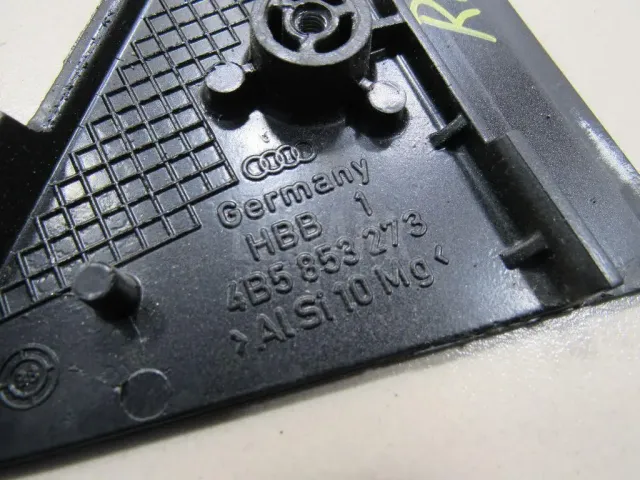 R
Germany
HBB 1
4B5 853 273
>AlSi10Mg<